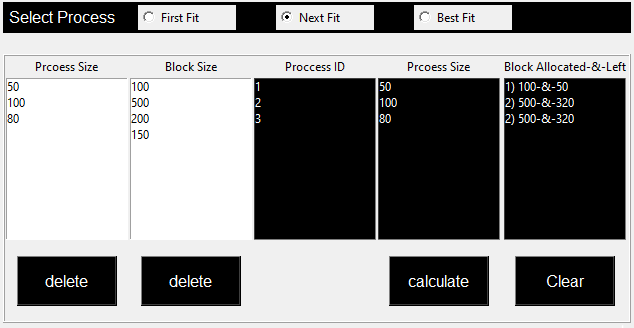 Select Process First Fit Next Fit Best Fit
Prcoess Size Block Size Proccess ID Prcoess Size Block Allocated-&-Left
50 100 1 50 1) 100-&-50
100 500 2 100 2) 500-&-320
80 200 3 80 2) 500-&-320
150
delete delete calculate Clear